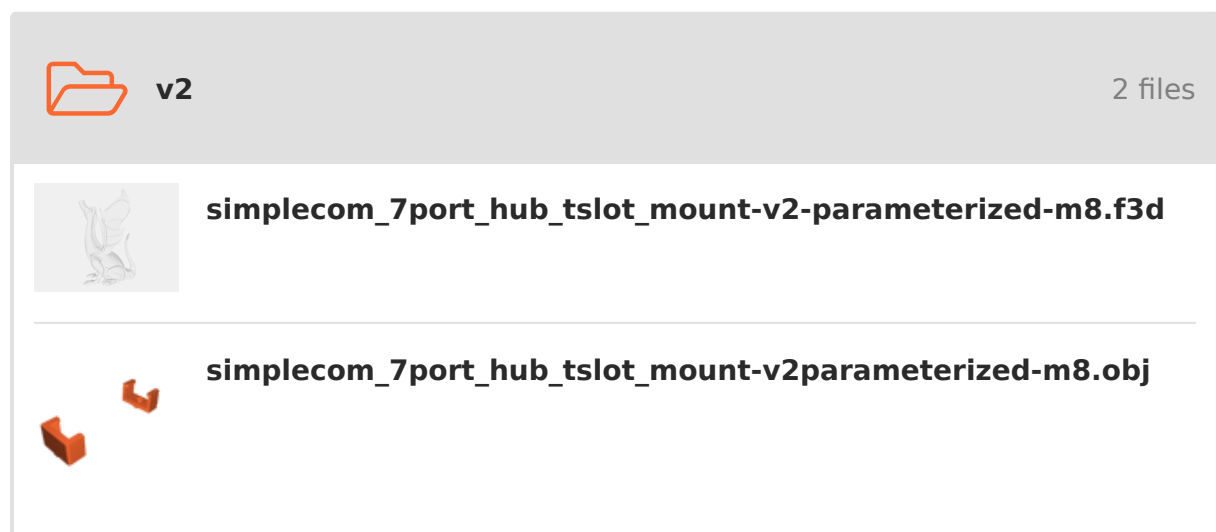 v2
2 files
simplecom_7port_hub_tslot_mount-v2-parameterized-m8.f3d
simplecom_7port_hub_tslot_mount-v2parameterized-m8.obj